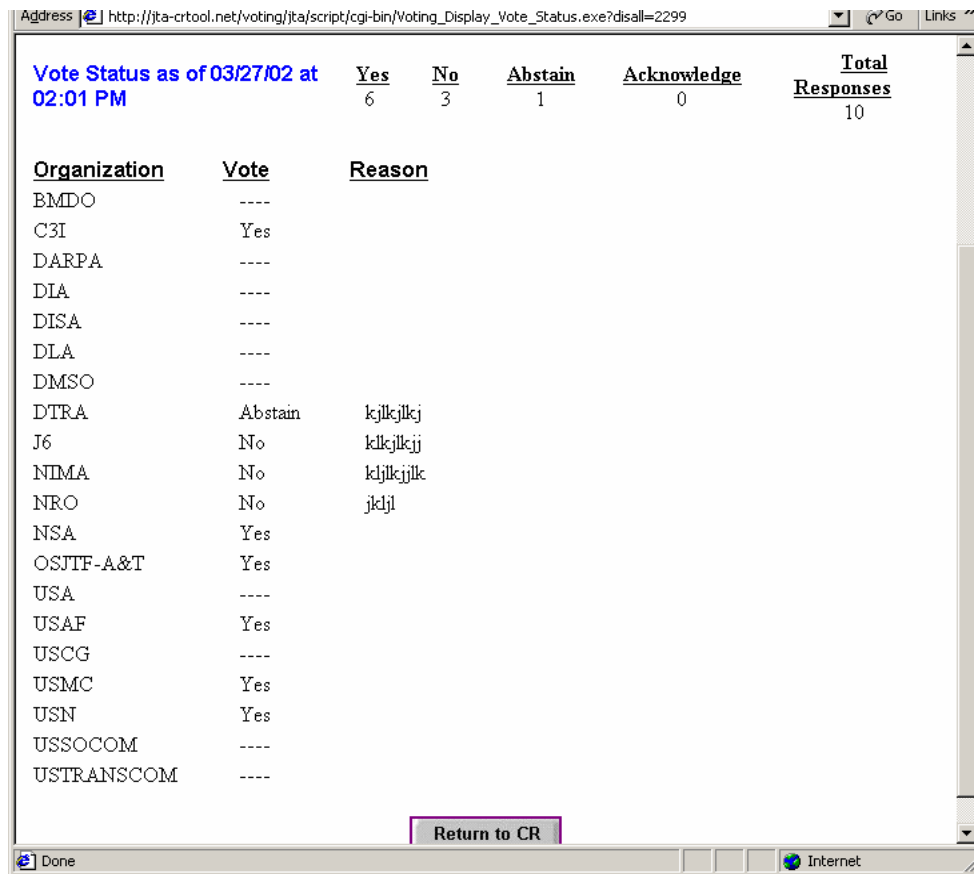 Address http://jta-crtool.net/voting/jta/script/cgi-bin/Voting_Display_Vote_Status.exe?disall=2299 Go Links »
Vote Status as of 03/27/02 at 02:01 PM
Yes No Abstain Acknowledge Total Responses
6 3 1 0 10
Organization Vote Reason
BMDO ----
C3I Yes
DARPA ----
DIA ----
DISA ----
DLA ----
DMSO ----
DTRA Abstain kjlkjlkj
J6 No klkjlkjj
NIMA No kljlkjjlk
NRO No jkljl
NSA Yes
OSJTF-A&T Yes
USA ----
USAF Yes
USCG ----
USMC Yes
USN Yes
USSOCOM ----
USTRANSCOM ----
Return to CR
Done Internet